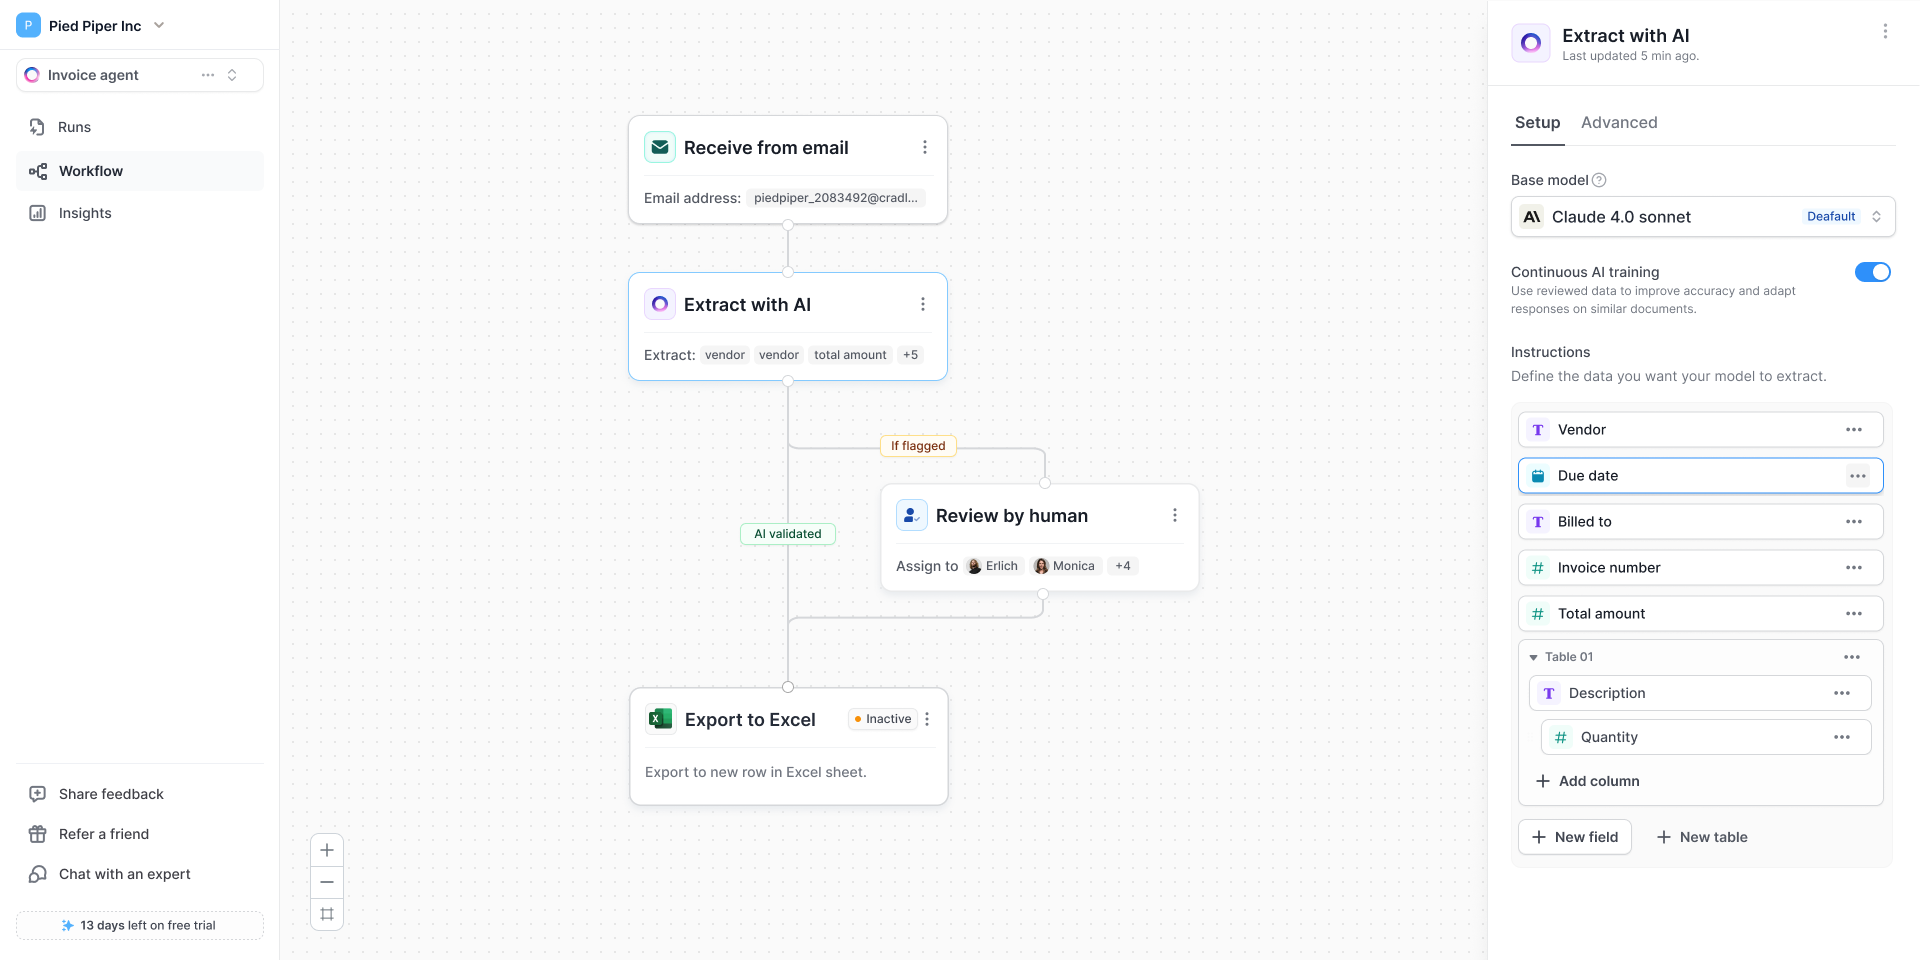 P Pied Piper Inc
Invoice agent
Runs
Workflow
Insights
Share feedback
Refer a friend
Chat with an expert
13 days left on free trial
Receive from email
Email address: piedpiper_2083492@cradl...
Extract with AI
Extract: vendor vendor total amount +5
If flagged
AI validated
Review by human
Assign to Erlich Monica +4
Export to Excel Inactive
Export to new row in Excel sheet.
Extract with AI
Last updated 5 min ago.
Setup Advanced
Base model ?
A\ Claude 4.0 sonnet Deafault
Continuous AI training
Use reviewed data to improve accuracy and adapt
responses on similar documents.
Instructions
Define the data you want your model to extract.
T Vendor
Due date
T Billed to
# Invoice number
# Total amount
Table 01
T Description
# Quantity
+ Add column
+ New field + New table